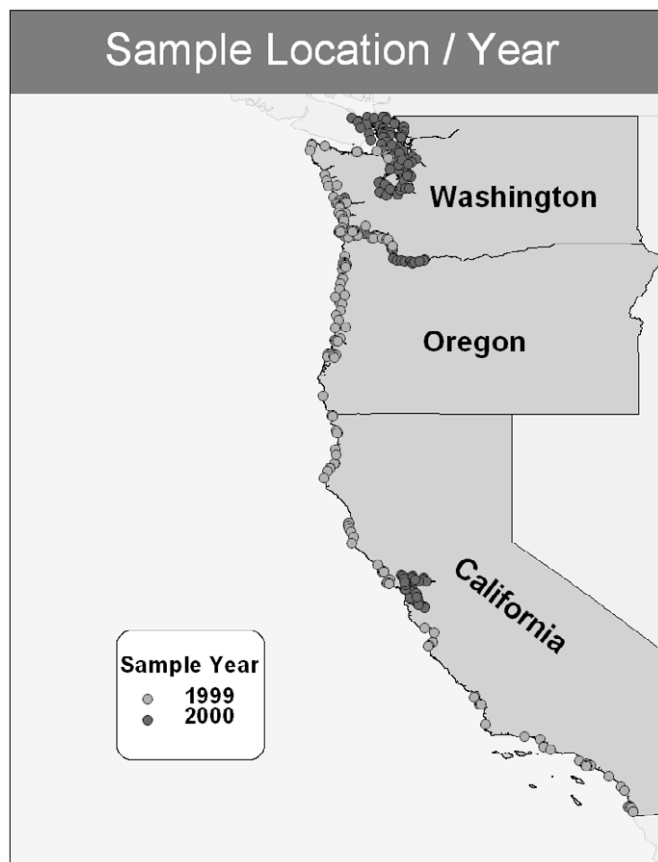 Sample Location / Year
Washington
Oregon
California
Sample Year
1999
2000